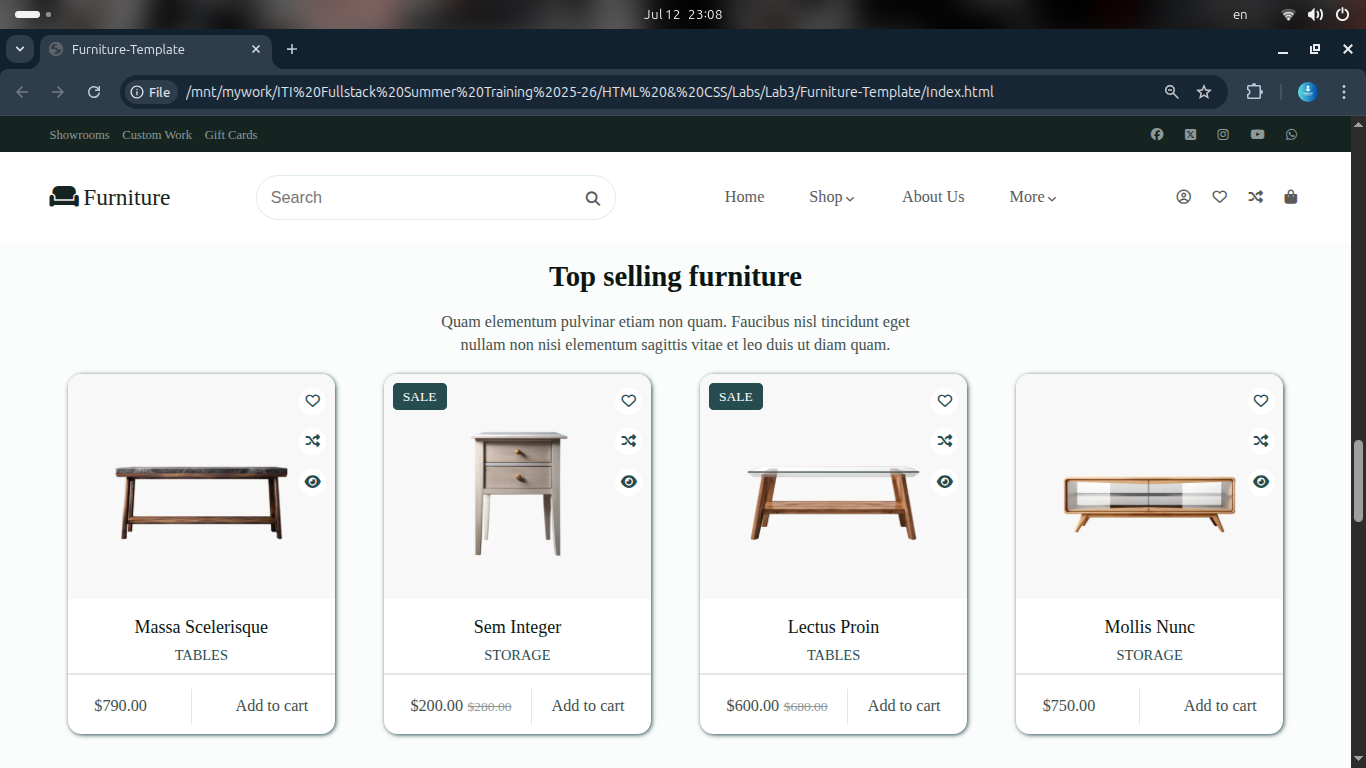 Jul 12 23:08
en
Furniture-Template
File
/mnt/mywork/ITI%20Fullstack%20Summer%20Training%2025-26/HTML%20&%20CSS/Labs/Lab3/Furniture-Template/Index.html
Showrooms Custom Work Gift Cards
Furniture
Search
Home Shop About Us More
Top selling furniture
Quam elementum pulvinar etiam non quam. Faucibus nisl tincidunt eget
nullam non nisi elementum sagittis vitae et leo duis ut diam quam.
Massa Scelerisque
TABLES
$790.00 Add to cart
SALE
Sem Integer
STORAGE
$200.00 $280.00 Add to cart
SALE
Lectus Proin
TABLES
$600.00 $680.00 Add to cart
Mollis Nunc
STORAGE
$750.00 Add to cart